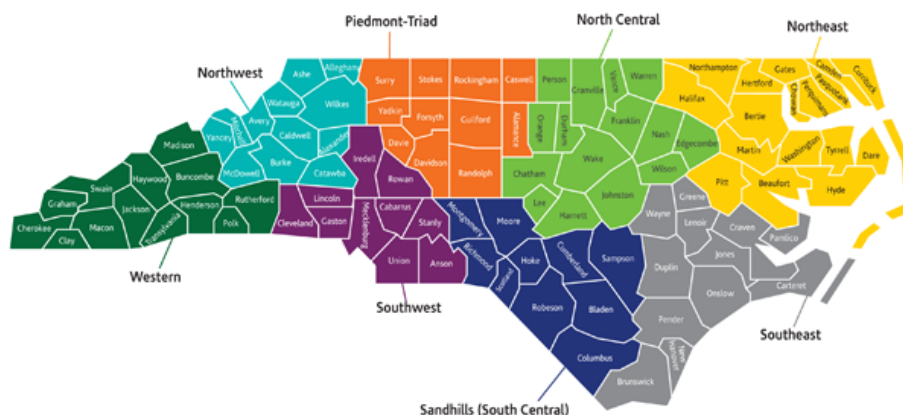 Piedmont-Triad
North Central
Northeast
Northwest
Ashe
Alleghany
Surry
Stokes
Rockingham
Caswell
Person
Granville
Vance
Warren
Northampton
Gates
Camden
Currituck
Hertford
Pasquotank
Perquimans
Chowan
Watauga
Wilkes
Halifax
Yadkin
Forsyth
Guilford
Alamance
Orange
Durham
Franklin
Bertie
Avery
Mitchell
Yancey
Caldwell
Alexander
Davie
Iredell
Nash
Edgecombe
Madison
Burke
McDowell
Catawba
Rowan
Davidson
Randolph
Chatham
Wake
Wilson
Martin
Washington
Tyrrell
Dare
Haywood
Buncombe
Swain
Graham
Jackson
Henderson
Rutherford
Polk
Transylvania
Cherokee
Macon
Clay
Cleveland
Lincoln
Gaston
Mecklenburg
Cabarrus
Stanly
Montgomery
Moore
Lee
Harnett
Johnston
Pitt
Beaufort
Hyde
Wayne
Greene
Lenoir
Craven
Pamlico
Jones
Union
Anson
Richmond
Scotland
Hoke
Cumberland
Sampson
Duplin
Onslow
Carteret
Robeson
Bladen
Pender
New Hanover
Columbus
Brunswick
Western
Southwest
Southeast
Sandhills (South Central)